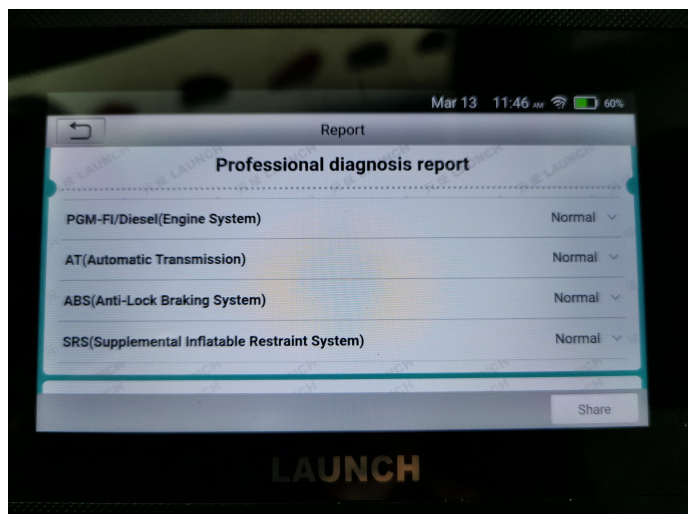 Mar 13 11:46 AM 60%
Report
Professional diagnosis report
PGM-FI/Diesel(Engine System) Normal
AT(Automatic Transmission) Normal
ABS(Anti-Lock Braking System) Normal
SRS(Supplemental Inflatable Restraint System) Normal
Share
LAUNCH